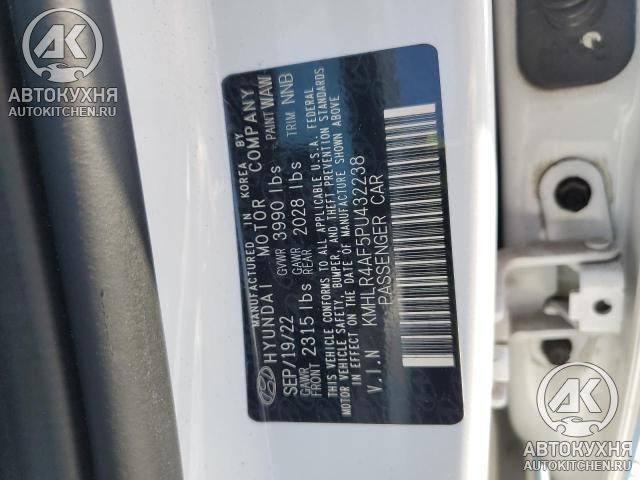 AK
АВТОКУХНЯ
AUTOKITCHEN.RU
MANUFACTURED IN KOREA BY
HYUNDAI MOTOR COMPANY
SEP/19/22 GVWR 3990 lbs PAINT WAW
GAWR FRONT 2315 lbs GAWR REAR 2028 lbs TRIM NNB
THIS VEHICLE CONFORMS TO ALL APPLICABLE U.S.A. FEDERAL
MOTOR VEHICLE SAFETY, BUMPER, AND THEFT PREVENTION STANDARDS
IN EFFECT ON THE DATE OF MANUFACTURE SHOWN ABOVE
V.I.N KMHLR4AF5PU432238
PASSENGER CAR
AK
АВТОКУХНЯ
AUTOKITCHEN.RU